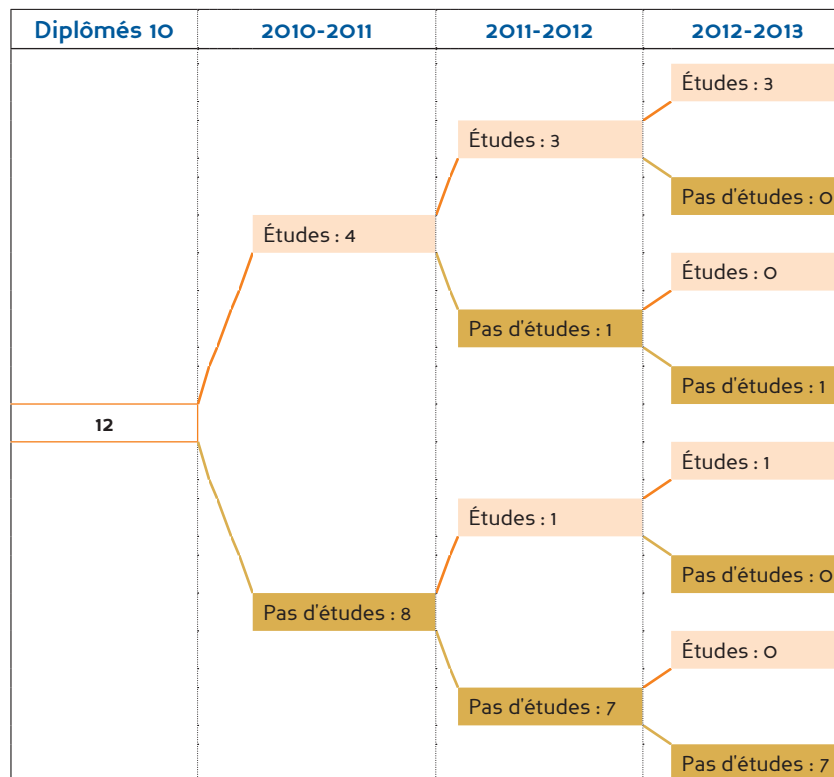 Diplômés 10 2010-2011 2011-2012 2012-2013
Études : 3
Études : 3
Pas d'études : 0
Études : 4
Études : 0
Pas d'études : 1
Pas d'études : 1
12
Études : 1
Études : 1
Pas d'études : 0
Pas d'études : 8
Études : 0
Pas d'études : 7
Pas d'études : 7